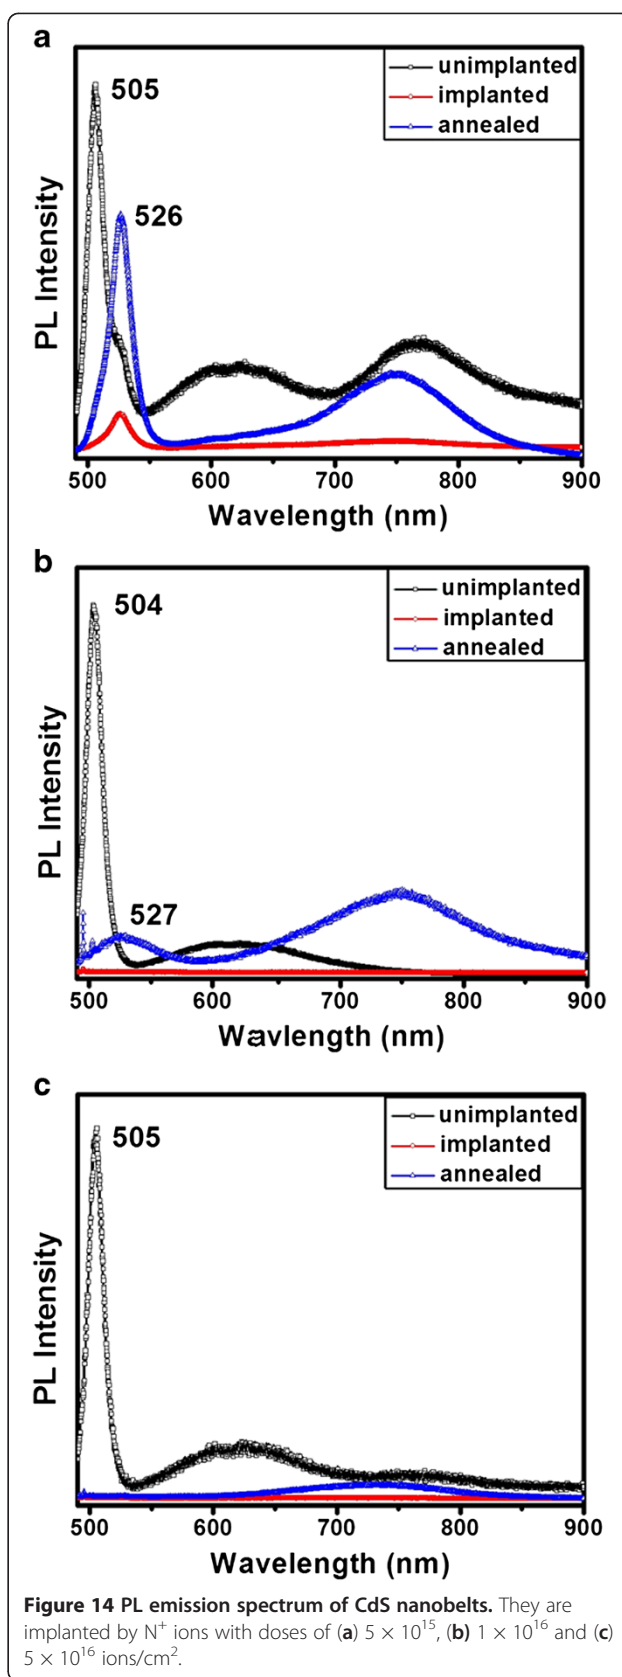 a
505
526
unimplanted
implanted
annealed
PL Intensity
500 600 700 800 900
Wavelength (nm)
b
504
527
unimplanted
implanted
annealed
PL Intensity
500 600 700 800 900
Wavlength (nm)
c
505
unimplanted
implanted
annealed
PL Intensity
500 600 700 800 900
Wavelength (nm)
Figure 14 PL emission spectrum of CdS nanobelts. They are
implanted by N⁺ ions with doses of (a) 5 × 10¹⁵, (b) 1 × 10¹⁶ and (c)
5 × 10¹⁶ ions/cm².